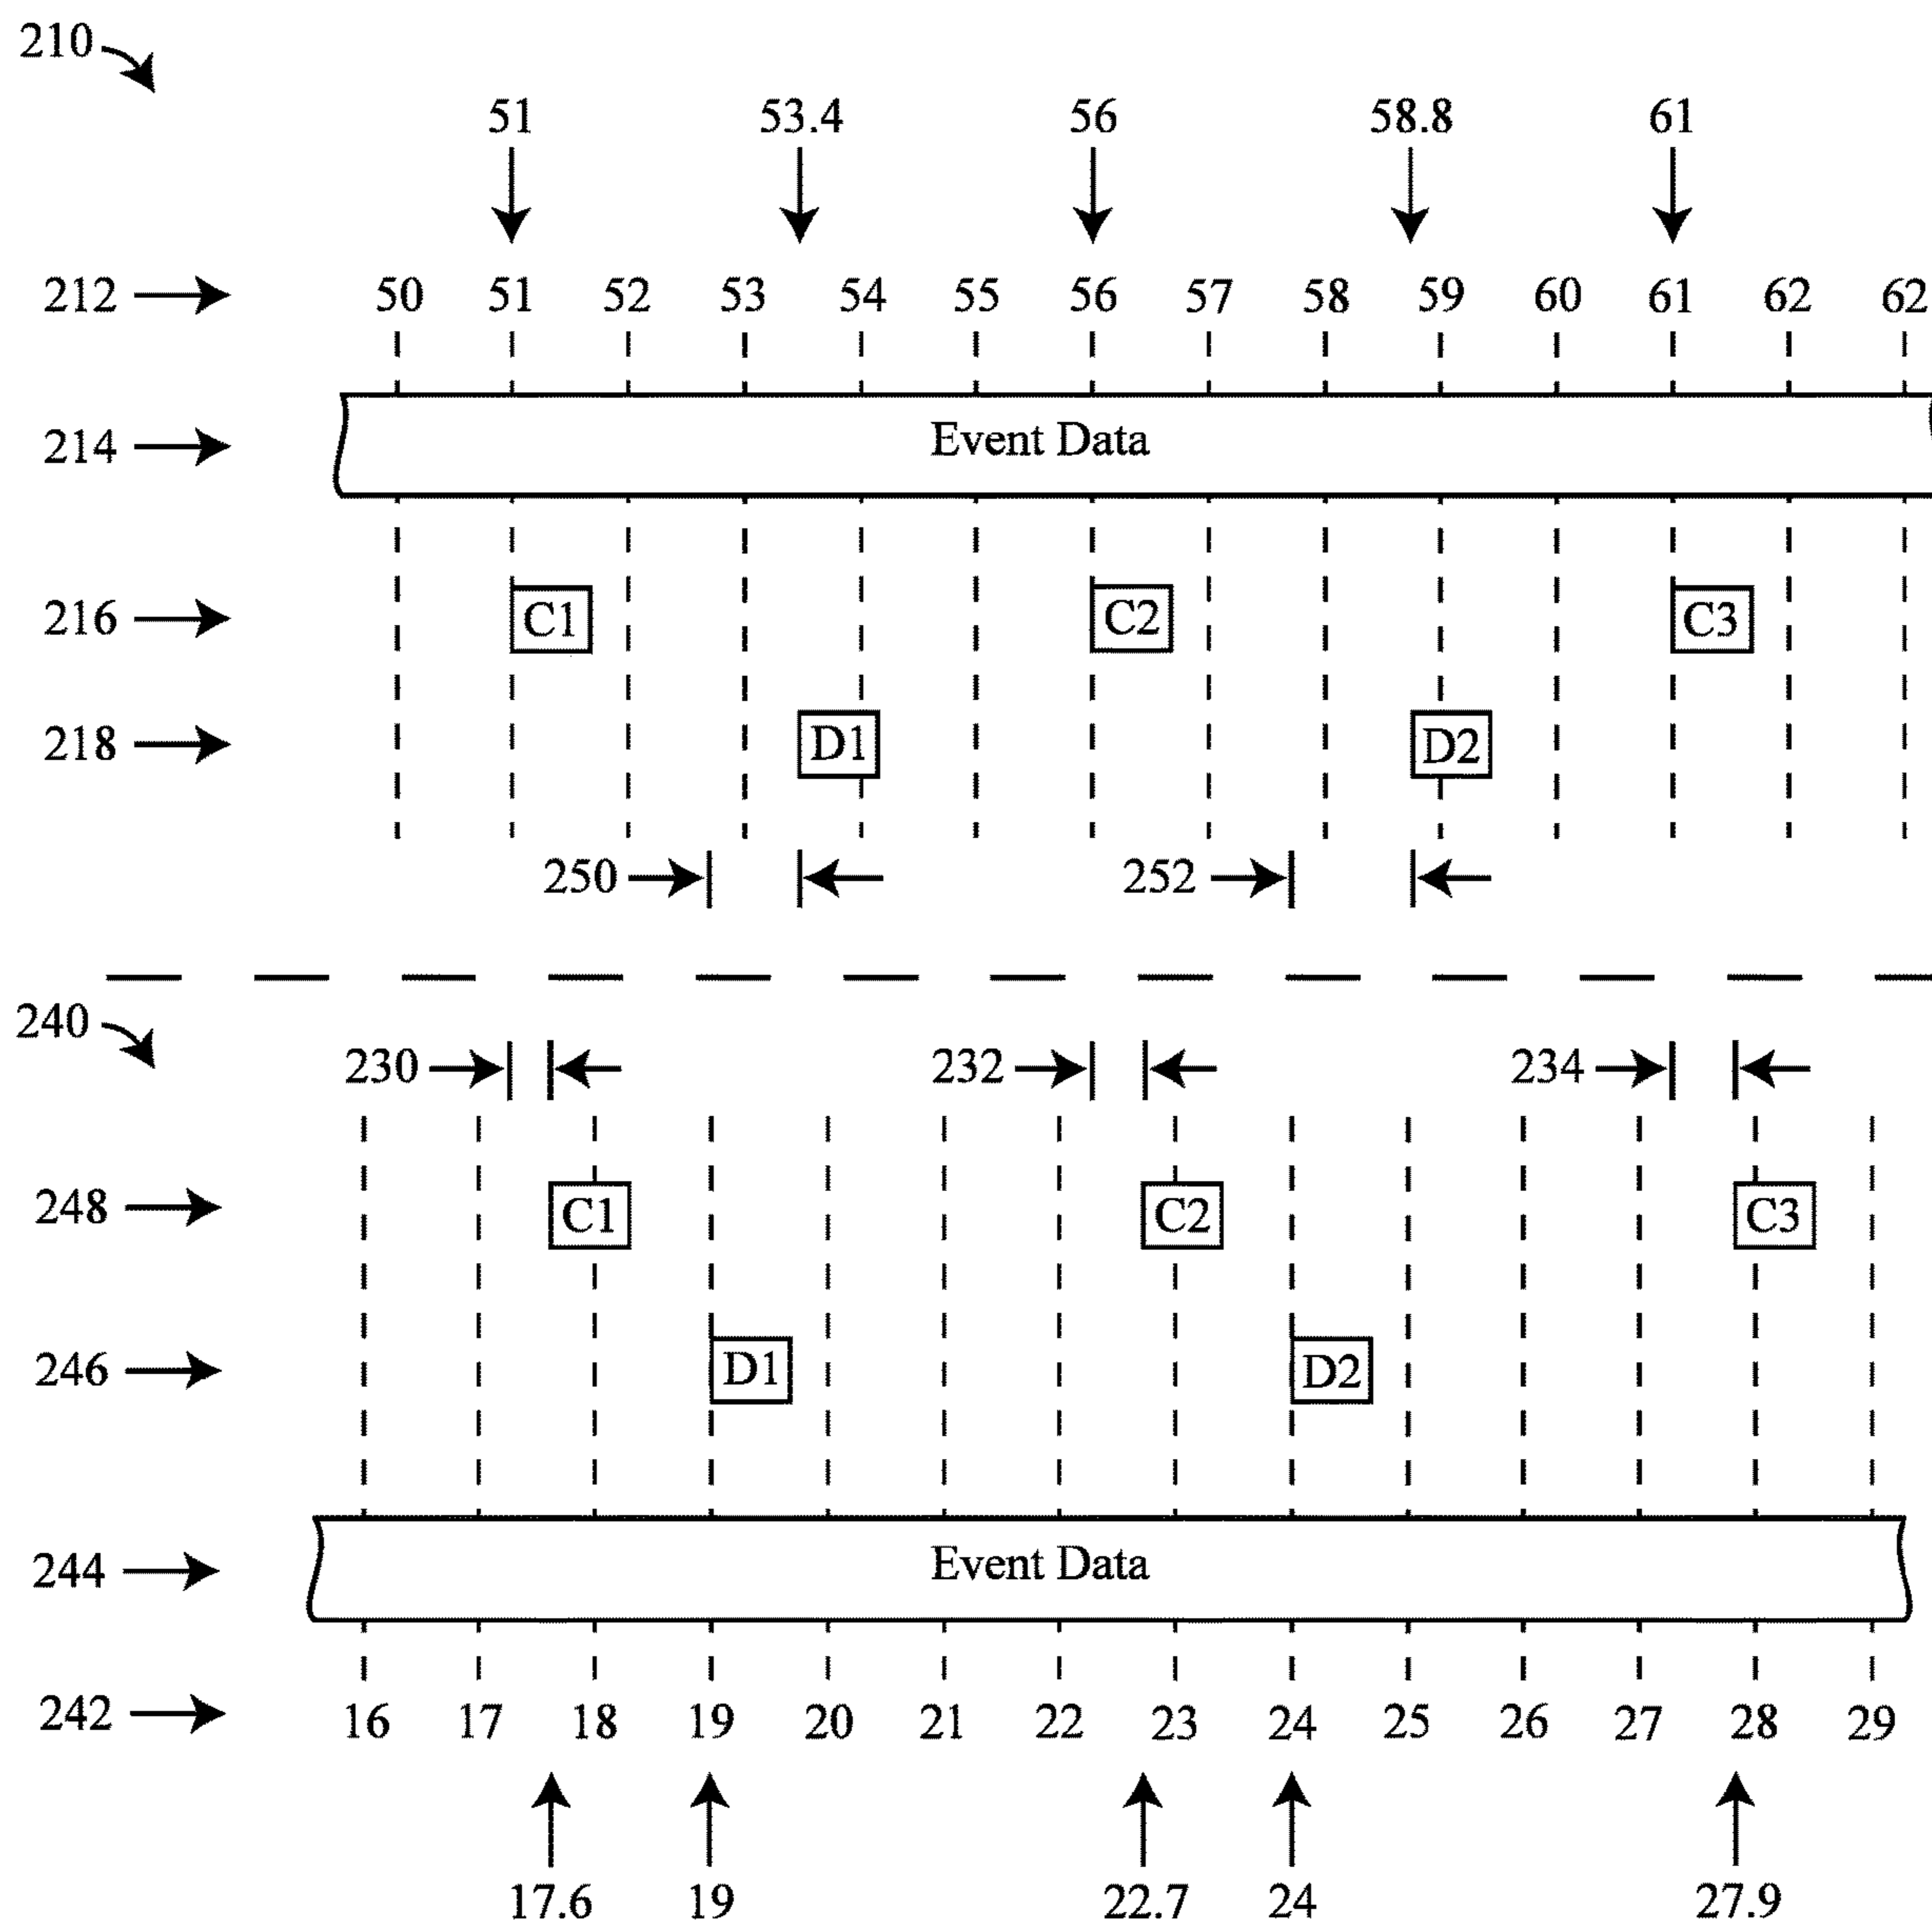 210
51 53.4 56 58.8 61
212 50 51 52 53 54 55 56 57 58 59 60 61 62 62
214 Event Data
216 C1 C2 C3
218 D1 D2
250 252
240
230 232 234
248 C1 C2 C3
246 D1 D2
244 Event Data
242 16 17 18 19 20 21 22 23 24 25 26 27 28 29
17.6 19 22.7 24 27.9